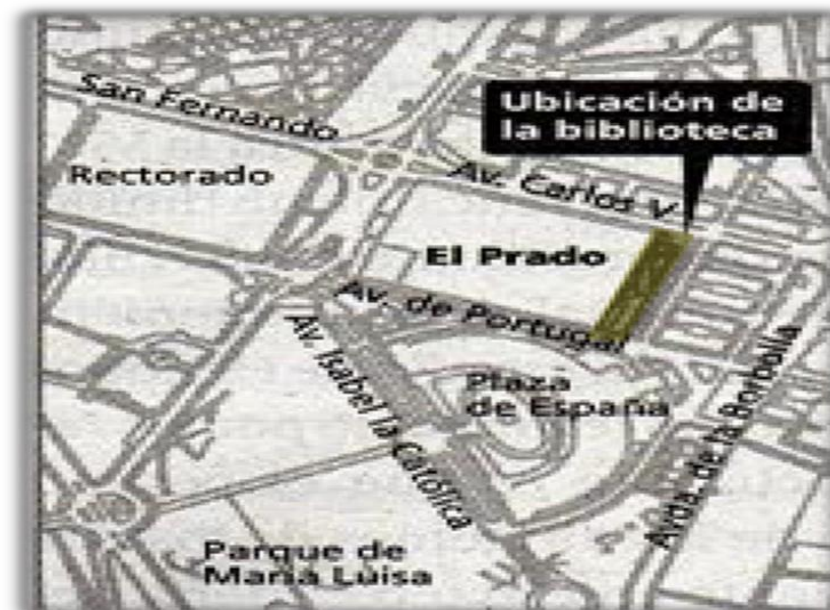 San Fernando
Ubicación de
la biblioteca
Rectorado
Av. Carlos V
El Prado
Av. de Portugal
Av. Isabel la Católica
Plaza
de España
Avda. de la Borbolla
Parque de
María Luisa